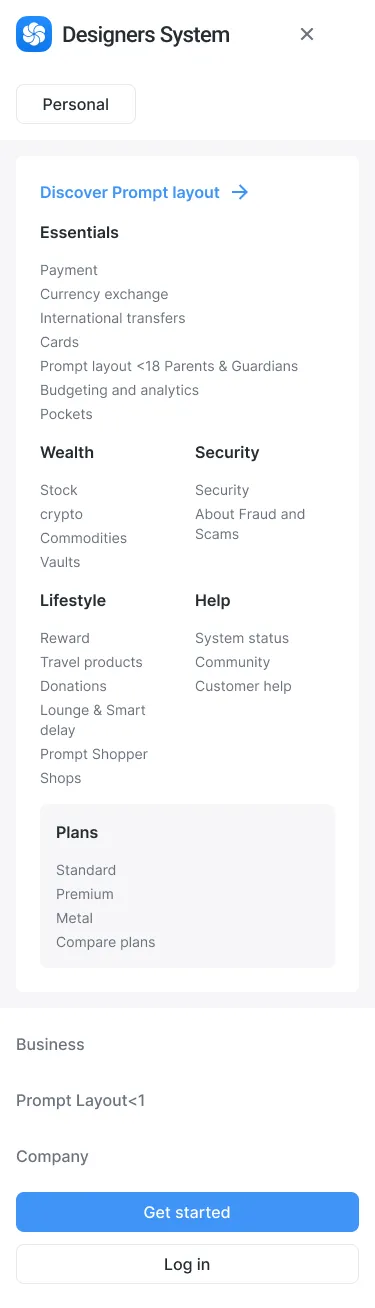 Designers System
Personal
Discover Prompt layout
Essentials
Payment
Currency exchange
International transfers
Cards
Prompt layout <18 Parents & Guardians
Budgeting and analytics
Pockets
Wealth
Stock
crypto
Commodities
Vaults
Security
Security
About Fraud and
Scams
Lifestyle
Reward
Travel products
Donations
Lounge & Smart
delay
Prompt Shopper
Shops
Help
System status
Community
Customer help
Plans
Standard
Premium
Metal
Compare plans
Business
Prompt Layout<1
Company
Get started
Log in